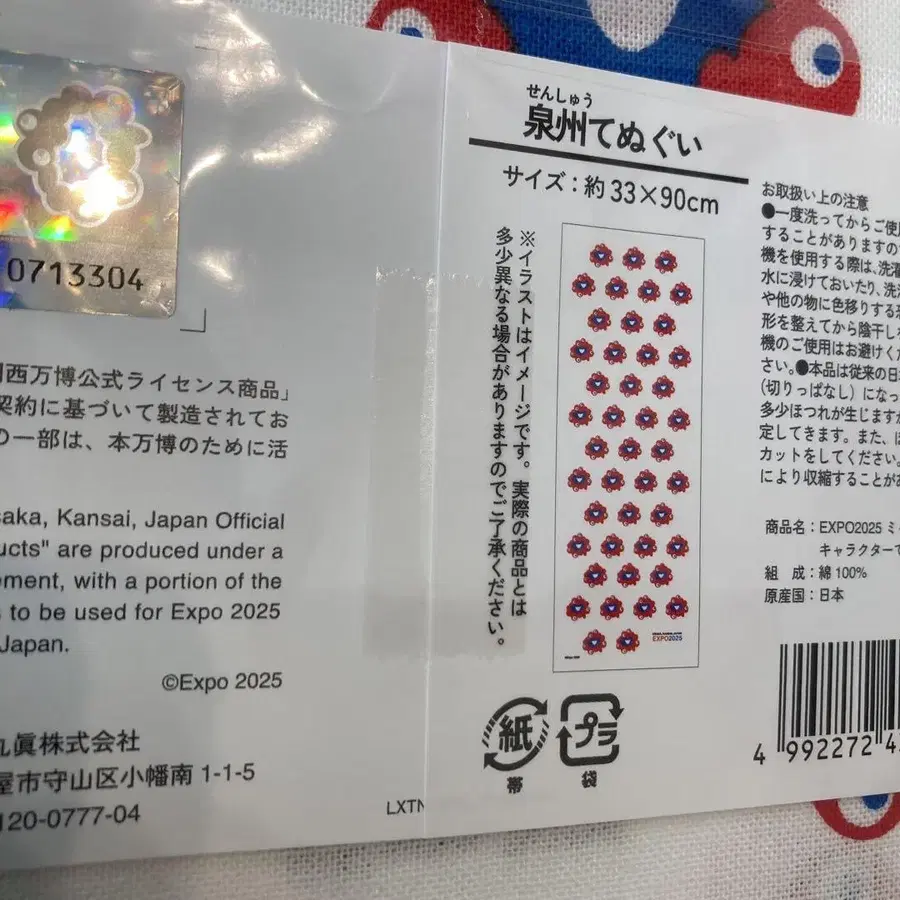 0713304
西万博公式ライセンス商品」
契約に基づいて製造されてお
の一部は、本万博のために活
saka, Kansai, Japan Official
ucts" are produced under a
ement, with a portion of the
s to be used for Expo 2025
Japan.
©Expo 2025
丸眞株式会社
屋市守山区小幡南 1-1-5
120-0777-04
LXTN
せんしゅう
泉州てぬぐい
サイズ：約 33×90cm
※イラストはイメージです。実際の商品とは
多少異なる場合がありますのでご了承ください。
EXPO2025
紙
帯
プラ
袋
お取扱い上の注意
●一度洗ってからご使用
することがありますので
機を使用する際は、洗濯
水に浸けておいたり、洗
や他の物に色移りする
形を整えてから陰干し
機のご使用はお避けくだ
さい。●本品は従来の日
(切りっぱなし) になっ
多少ほつれが生じますが
定してきます。また、ほ
カットをしてください。
により収縮することがあ
商品名：EXPO2025 ミ
キャラクターて
組 成：綿 100%
原産国：日本
4 992272 4